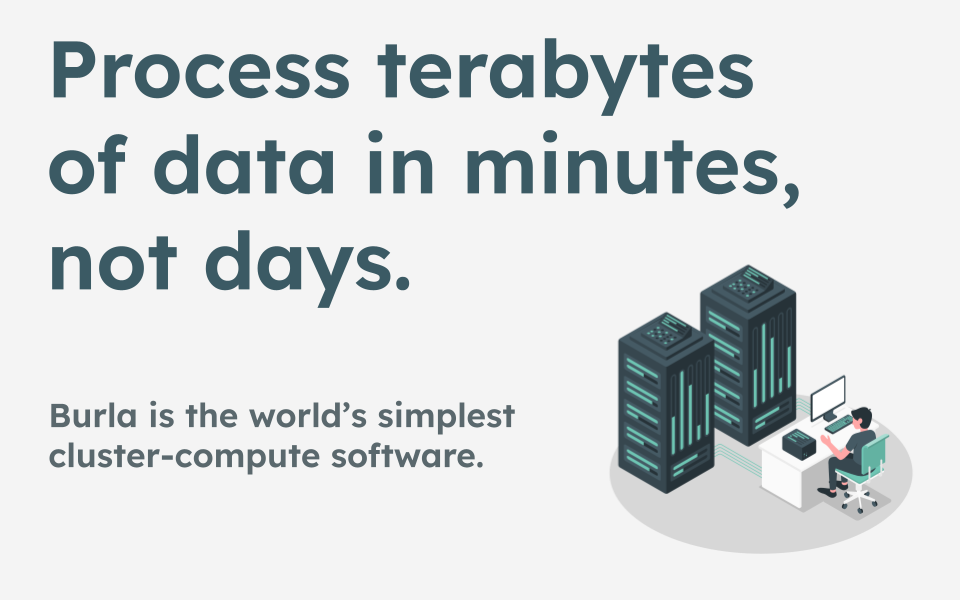 Process terabytes
of data in minutes,
not days.
Burla is the world’s simplest
cluster-compute software.